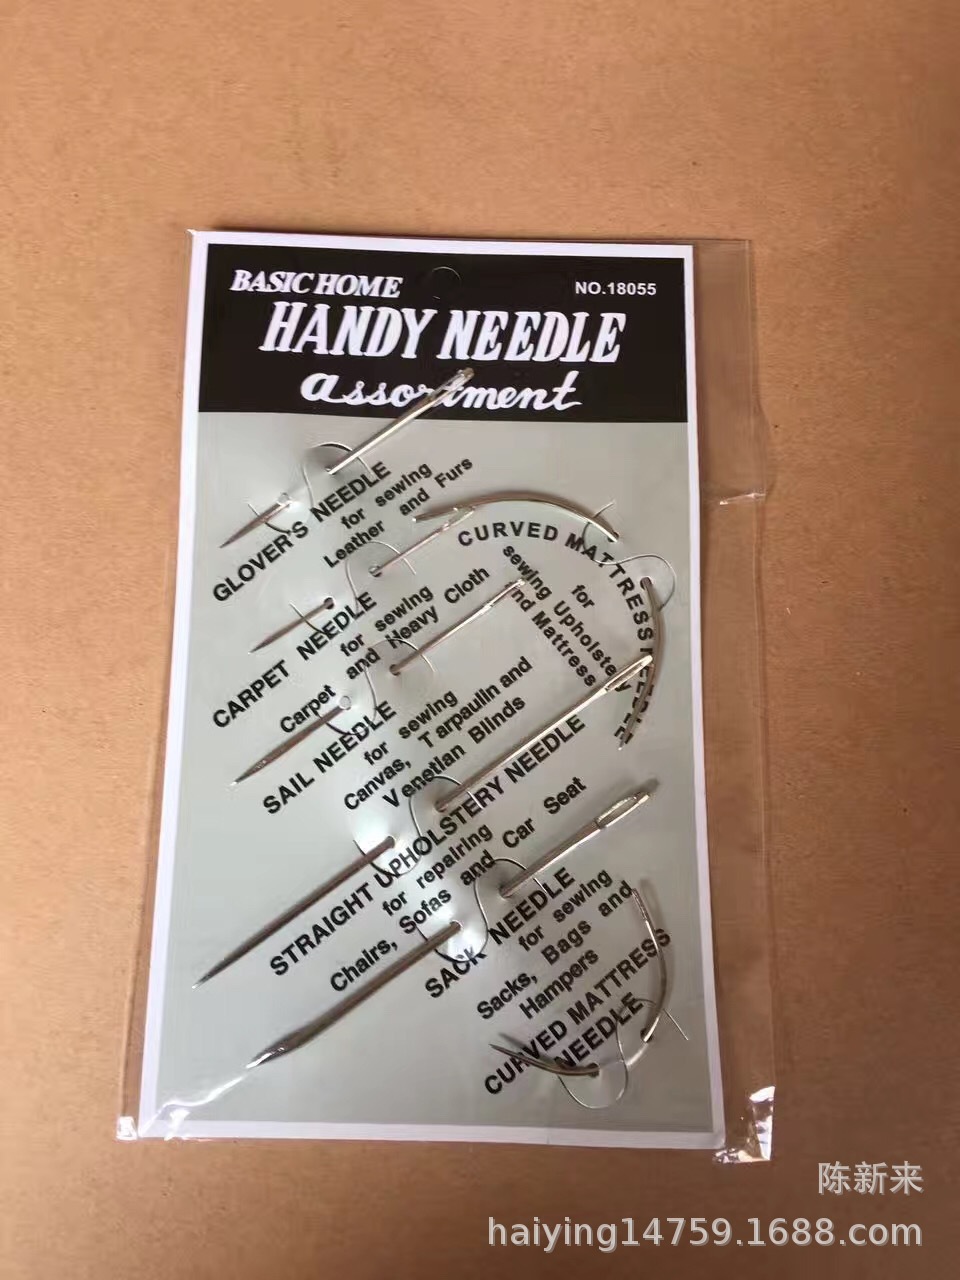 BASIC HOME
NO.18055
HANDY NEEDLE
assortment
GLOVER'S NEEDLE
for sewing
Leather and Furs
CURVED MATTRESS NEEDLE
for
sewing Upholstery
and Mattress
CARPET NEEDLE
for sewing
Carpet and Heavy Cloth
SAIL NEEDLE
for sewing
Canvas, Tarpaulin and
Venetian Blinds
STRAIGHT UPHOLSTERY NEEDLE
for repairing
Chairs, Sofas and Car Seat
SACK NEEDLE
for sewing
Sacks, Bags and
Hampers
CURVED MATTRESS
NEEDLE
陈新来
haiying14759.1688.com